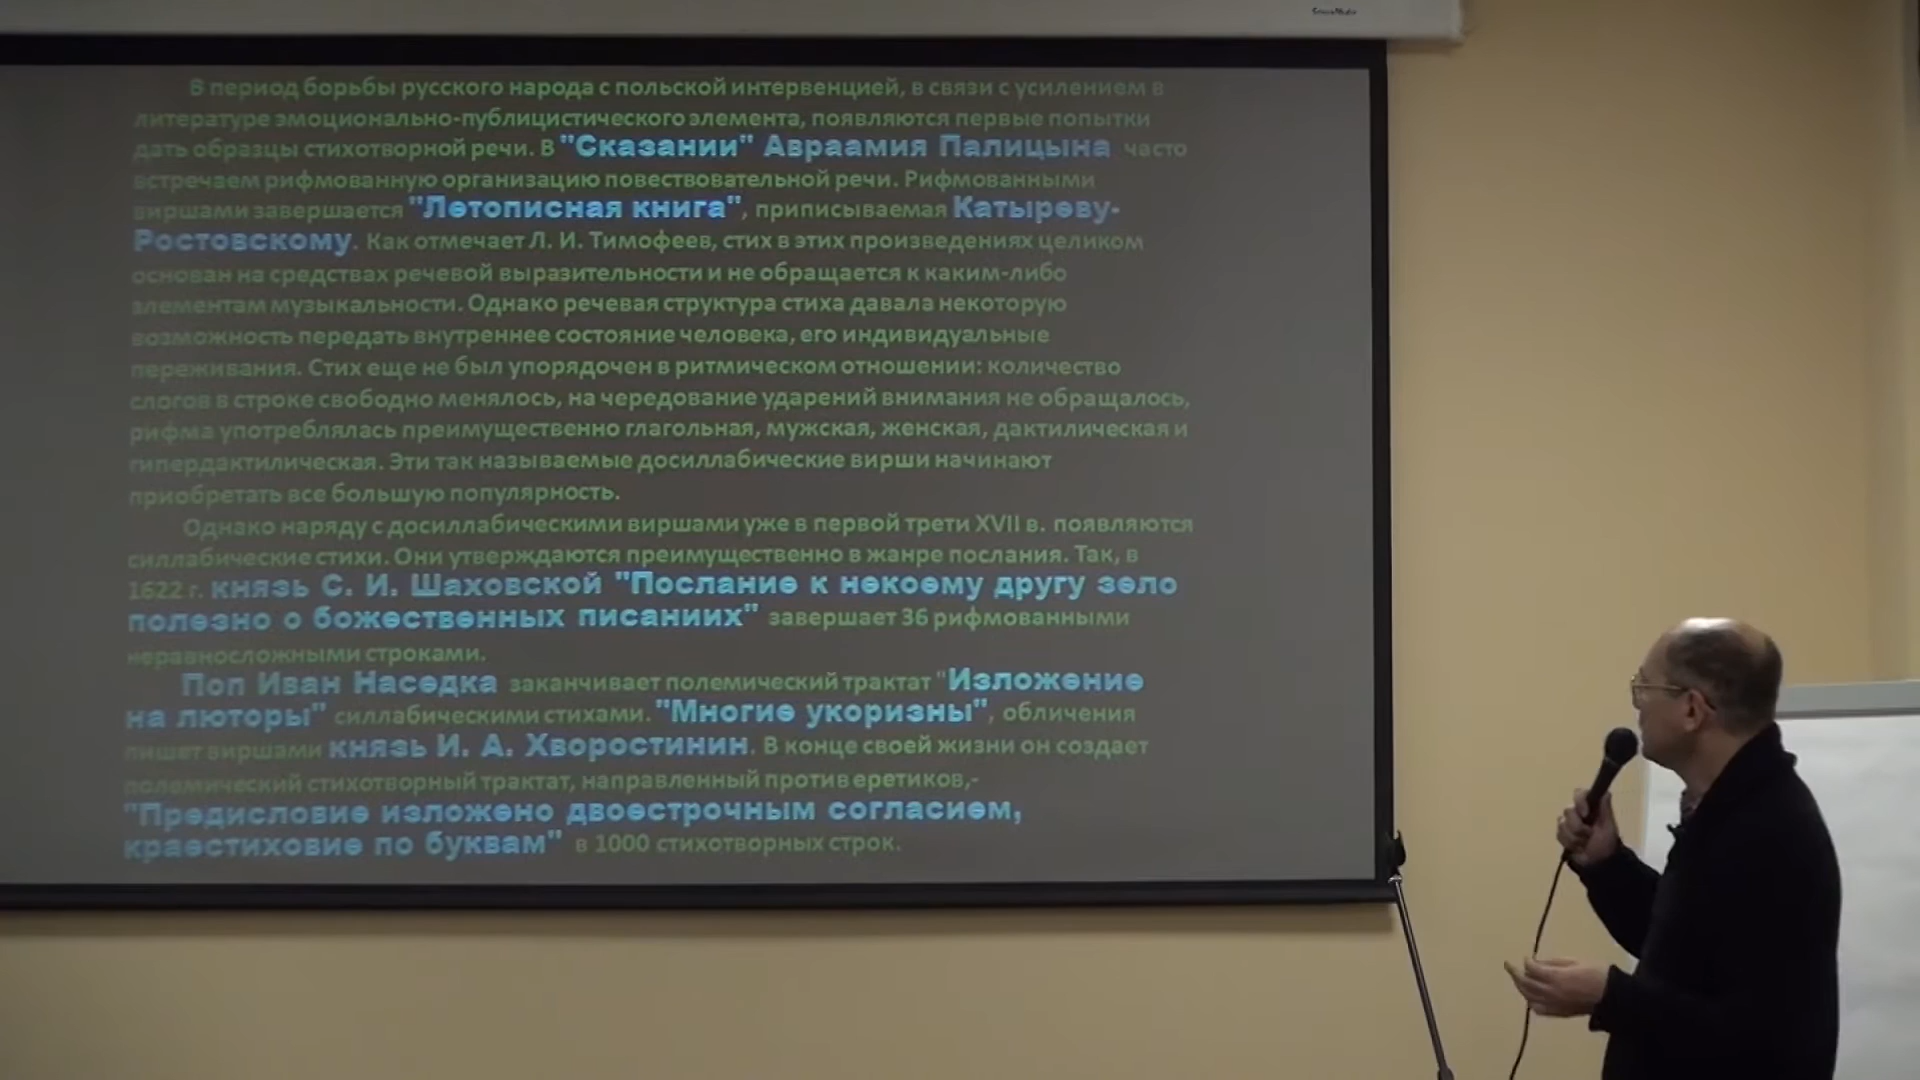 В период борьбы русского народа с польской интервенцией, в связи с усилением в
литературе эмоционально-публицистического элемента, появляются первые попытки
дать образцы стихотворной речи. В "Сказании" Авраамия Палицына часто
встречаем рифмованную организацию повествовательной речи. Рифмованными
виршами завершается "Летописная книга", приписываемая Катыреву-
Ростовскому. Как отмечает Л. И. Тимофеев, стих в этих произведениях целиком
основан на средствах речевой выразительности и не обращается к каким-либо
элементам музыкальности. Однако речевая структура стиха давала некоторую
возможность передать внутреннее состояние человека, его индивидуальные
переживания. Стих еще не был упорядочен в ритмическом отношении: количество
слогов в строке свободно менялось, на чередование ударений внимания не обращалось,
рифма употреблялась преимущественно глагольная, мужская, женская, дактилическая и
гипердактилическая. Эти так называемые досиллабические вирши начинают
приобретать все большую популярность.
Однако наряду с досиллабическими виршами уже в первой трети XVII в. появляются
силлабические стихи. Они утверждаются преимущественно в жанре послания. Так, в
1622 г. князь С. И. Шаховской "Послание к некоему другу зело
полезно о божественных писаниих" завершает 36 рифмованными
неравносложными строками.
Поп Иван Наседка заканчивает полемический трактат "Изложение
на люторы" силлабическими стихами. "Многие укоризны", обличения
пишет виршами князь И. А. Хворостинин. В конце своей жизни он создает
полемический стихотворный трактат, направленный против еретиков,-
"Предисловие изложено двоестрочным согласием,
краестиховие по буквам" в 1000 стихотворных строк.